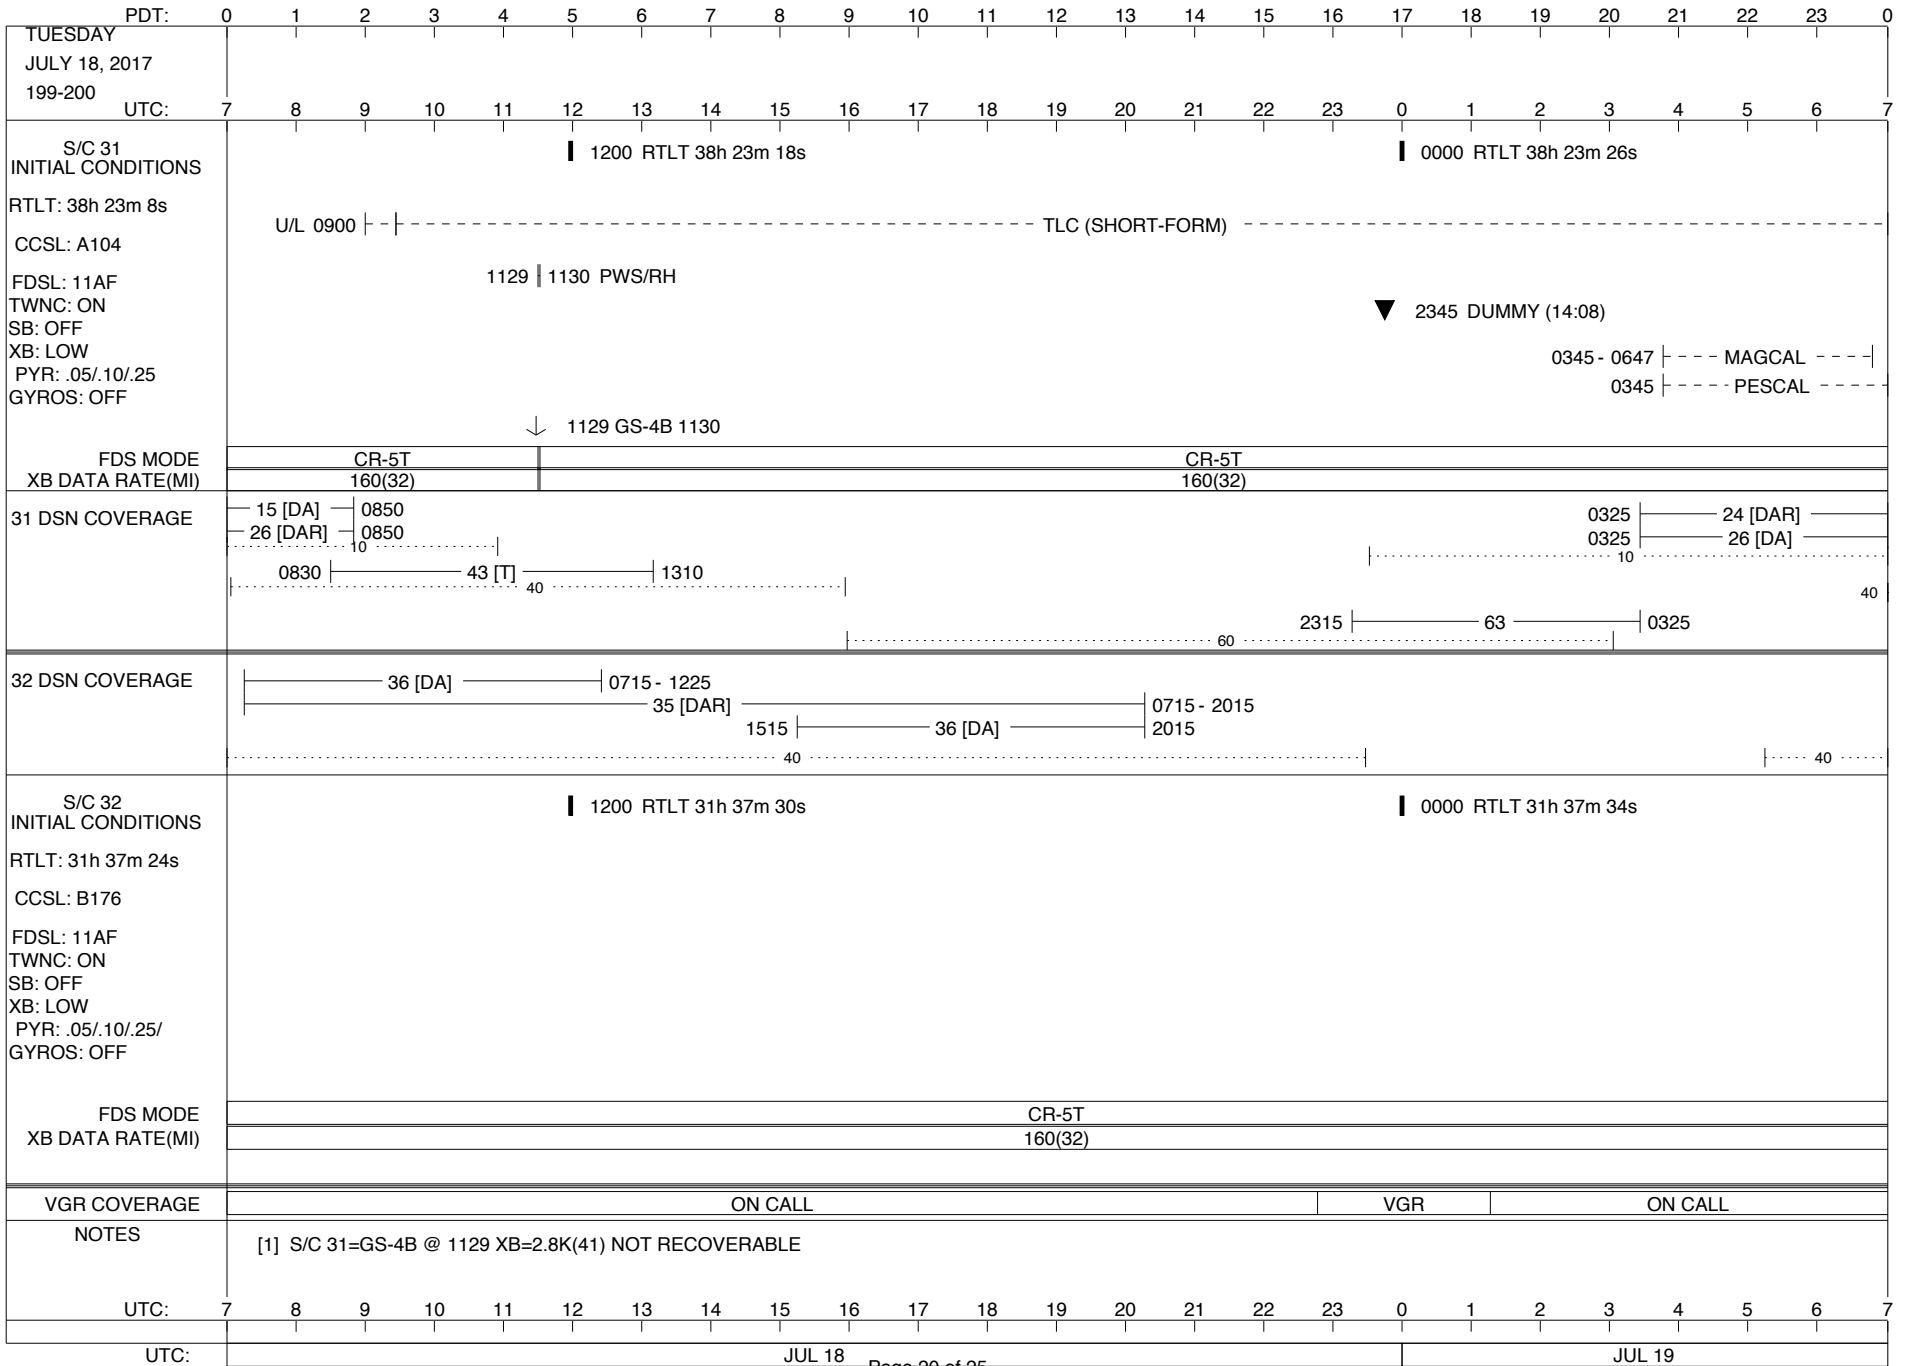 PDT: 0 1 2 3 4 5 6 7 8 9 10 11 12 13 14 15 16 17 18 19 20 21 22 23 0
TUESDAY
JULY 18, 2017
199-200
UTC: 7 8 9 10 11 12 13 14 15 16 17 18 19 20 21 22 23 0 1 2 3 4 5 6 7
S/C 31
INITIAL CONDITIONS
1200 RTLT 38h 23m 18s
0000 RTLT 38h 23m 26s
RTLT: 38h 23m 8s
U/L 0900 TLC (SHORT-FORM)
CCSL: A104
1129 1130 PWS/RH
FDSL: 11AF
TWNC: ON
2345 DUMMY (14:08)
SB: OFF
XB: LOW
0345 - 0647 MAGCAL
PYR: .05/.10/.25
0345 PESCAL
GYROS: OFF
1129 GS-4B 1130
FDS MODE CR-5T CR-5T
XB DATA RATE(MI) 160(32) 160(32)
31 DSN COVERAGE
15 [DA] 0850
0325 24 [DAR]
26 [DAR] 0850
0325 26 [DA]
10
10
0830 43 [T] 1310
40
40
2315 63 0325
60
32 DSN COVERAGE
36 [DA] 0715 - 1225
35 [DAR] 0715 - 2015
1515 36 [DA] 2015
40
40
S/C 32
INITIAL CONDITIONS
1200 RTLT 31h 37m 30s
0000 RTLT 31h 37m 34s
RTLT: 31h 37m 24s
CCSL: B176
FDSL: 11AF
TWNC: ON
SB: OFF
XB: LOW
PYR: .05/.10/.25/
GYROS: OFF
FDS MODE CR-5T
XB DATA RATE(MI) 160(32)
VGR COVERAGE ON CALL VGR ON CALL
NOTES
[1] S/C 31=GS-4B @ 1129 XB=2.8K(41) NOT RECOVERABLE
UTC: 7 8 9 10 11 12 13 14 15 16 17 18 19 20 21 22 23 0 1 2 3 4 5 6 7
UTC: JUL 18 JUL 19
Page 20 of 25